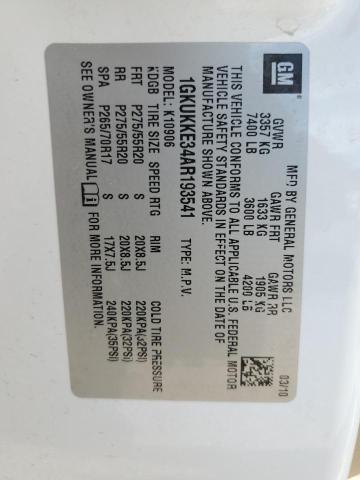 GM
MFD BY GENERAL MOTORS LLC
03/10
GVWR
GAWR FRT
GAWR RR
3357 KG
1633 KG
1905 KG
7400 LB
3600 LB
4200 LB
THIS VEHICLE CONFORMS TO ALL APPLICABLE U.S. FEDERAL MOTOR
VEHICLE SAFETY STANDARDS IN EFFECT ON THE DATE OF
MANUFACTURE SHOWN ABOVE.
1GKUKKE34AR193541
TYPE: M.P.V.
K10906
KDGB TIRE SIZE SPEED RTG RIM COLD TIRE PRESSURE
FRT P275/55R20 S 20X8.5J 220KPA(32PSI)
RR P275/55R20 S 20X8.5J 220KPA(32PSI)
SPA P265/70R17 S 17X7.5J 240KPA(35PSI)
SEE OWNER'S MANUAL FOR MORE INFORMATION.